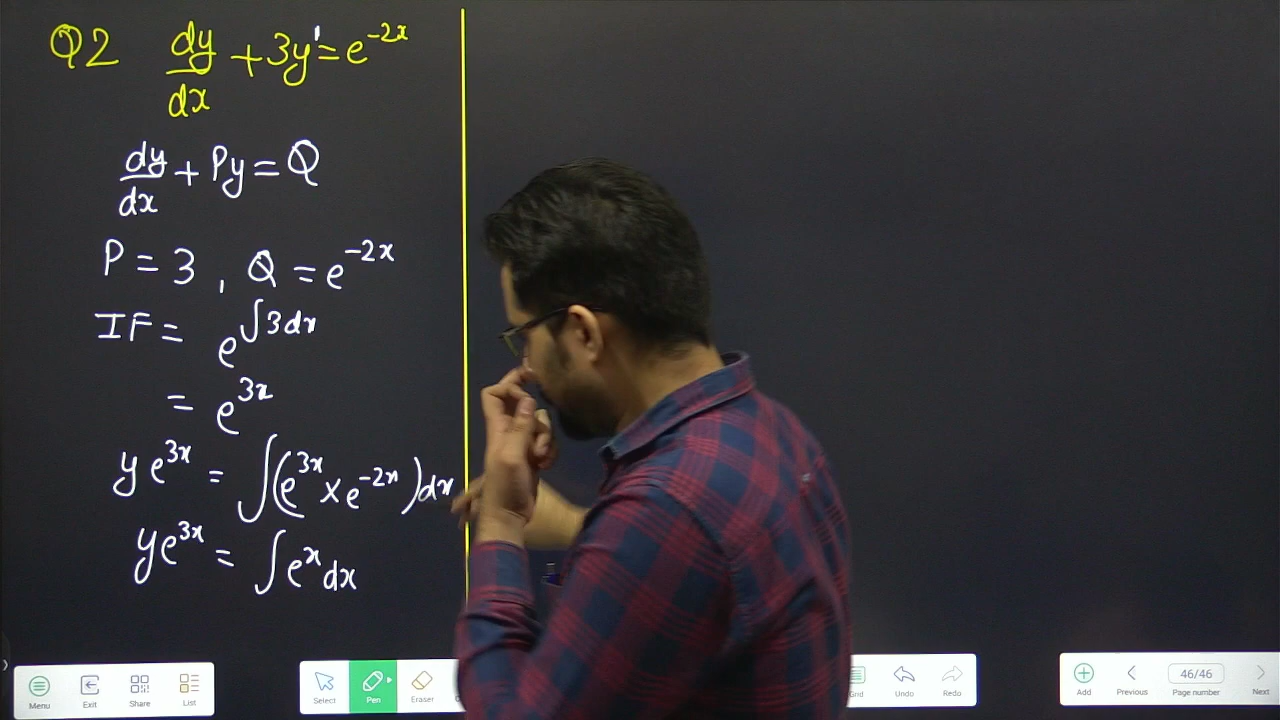 Q2 dy/dx + 3y' = e^{-2x}
dy/dx + Py = Q
P = 3 , Q = e^{-2x}
IF = e^{∫3dx}
= e^{3x}
y e^{3x} = ∫(e^{3x} × e^{-2x})dx
ye^{3x} = ∫e^x dx
Menu Exit Share List Select Pen Eraser Undo Redo Add Previous 46/46 Page number Next